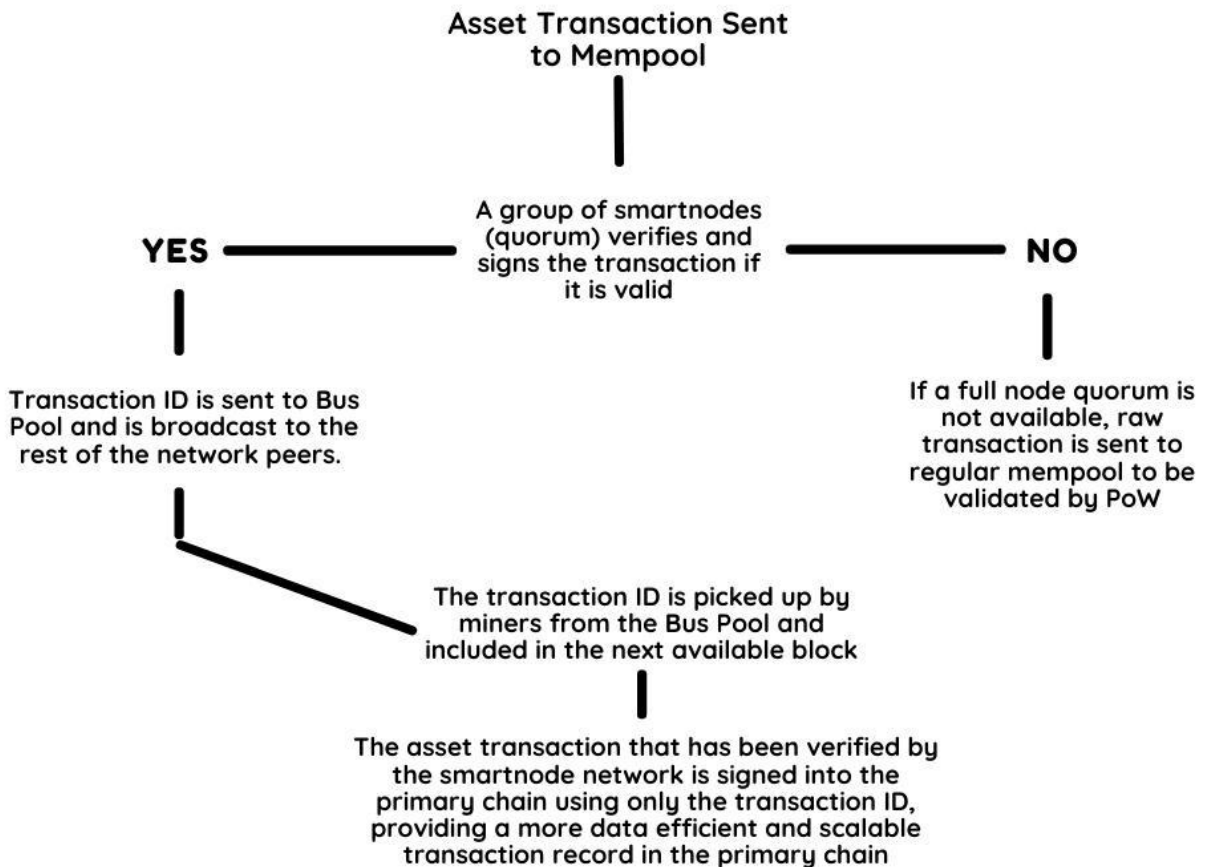 Asset Transaction Sent
to Mempool
A group of smartnodes
(quorum) verifies and
signs the transaction if
it is valid
YES
NO
Transaction ID is sent to Bus
Pool and is broadcast to the
rest of the network peers.
If a full node quorum is
not available, raw
transaction is sent to
regular mempool to be
validated by PoW
The transaction ID is picked up by
miners from the Bus Pool and
included in the next available block
The asset transaction that has been verified by
the smartnode network is signed into the
primary chain using only the transaction ID,
providing a more data efficient and scalable
transaction record in the primary chain